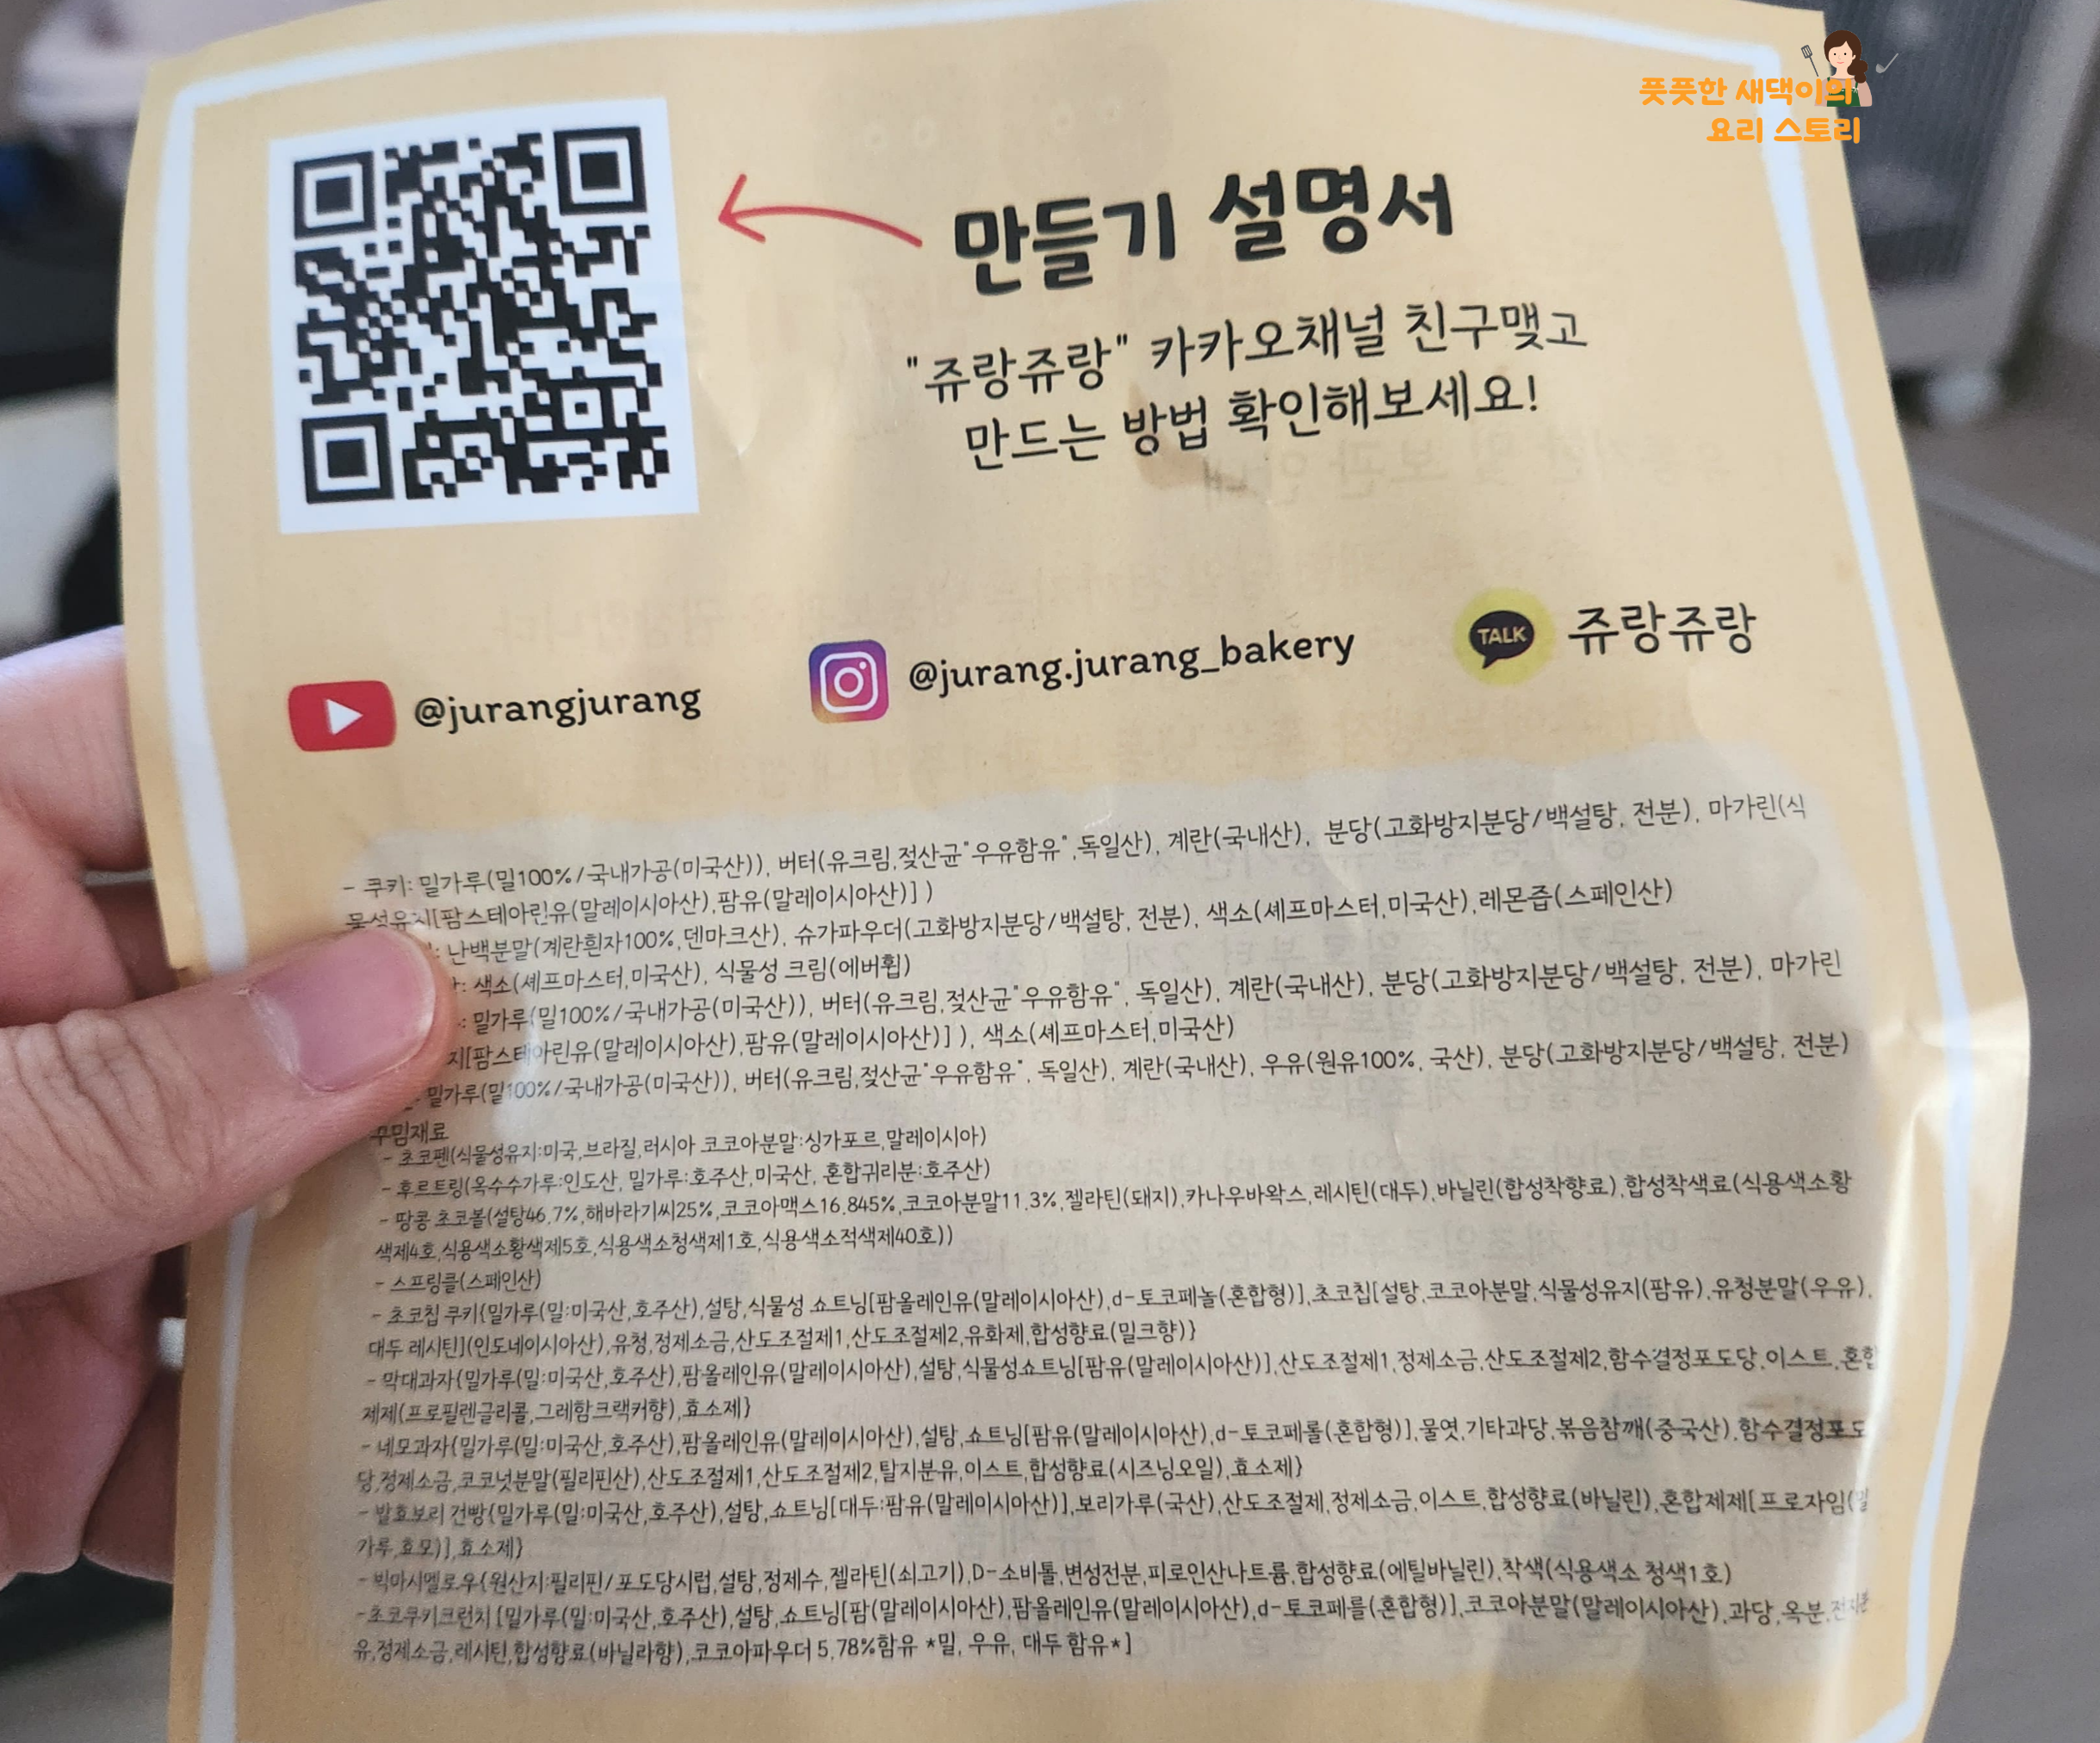 풋풋한 새댁이의
요리 스토리
만들기 설명서
"쥬랑쥬랑" 카카오채널 친구맺고
만드는 방법 확인해보세요!
@jurangjurang
@jurang.jurang_bakery
TALK
쥬랑쥬랑
- 쿠키: 밀가루(밀100%/국내가공(미국산)), 버터(유크림,젖산균"우유함유",독일산), 계란(국내산), 분당(고화방지분당/백설탕, 전분), 마가린(식
물성유지[팜스테아린유(말레이시아산),팜유(말레이시아산)] )
: 난백분말(계란흰자100%,덴마크산), 슈가파우더(고화방지분당/백설탕, 전분), 색소(셰프마스터,미국산),레몬즙(스페인산)
: 색소(셰프마스터,미국산), 식물성 크림(에버휩)
: 밀가루(밀100%/국내가공(미국산)), 버터(유크림,젖산균"우유함유", 독일산), 계란(국내산), 분당(고화방지분당/백설탕, 전분), 마가린
지[팜스테아린유(말레이시아산),팜유(말레이시아산)] ), 색소(셰프마스터,미국산)
밀가루(밀100%/국내가공(미국산)), 버터(유크림,젖산균"우유함유", 독일산), 계란(국내산), 우유(원유100%, 국산), 분당(고화방지분당/백설탕, 전분)
꾸밈재료
- 초코펜(식물성유지:미국,브라질,러시아 코코아분말:싱가포르,말레이시아)
- 후르트링(옥수수가루:인도산, 밀가루:호주산,미국산, 혼합귀리분:호주산)
- 땅콩 초코볼(설탕46.7%,해바라기씨25%,코코아맥스16.845%,코코아분말11.3%,젤라틴(돼지),카나우바왁스,레시틴(대두),바닐린(합성착향료),합성착색료(식용색소황
색제4호,식용색소황색제5호,식용색소청색제1호,식용색소적색제40호))
- 스프링클(스페인산)
- 초코칩 쿠키{밀가루(밀:미국산,호주산),설탕,식물성 쇼트닝[팜올레인유(말레이시아산),d-토코페놀(혼합형)],초코칩[설탕,코코아분말,식물성유지(팜유),유청분말(우유),
대두 레시틴](인도네이시아산),유청,정제소금,산도조절제1,산도조절제2,유화제,합성향료(밀크향)}
- 막대과자{밀가루(밀:미국산,호주산),팜올레인유(말레이시아산),설탕,식물성쇼트닝[팜유(말레이시아산)],산도조절제1,정제소금,산도조절제2,함수결정포도당,이스트,혼합
제제(프로필렌글리콜,그레함크랙커향),효소제}
- 네모과자{밀가루(밀:미국산,호주산),팜올레인유(말레이시아산),설탕,쇼트닝[팜유(말레이시아산),d-토코페롤(혼합형)],물엿,기타과당,볶음참깨(중국산),함수결정포도
당,정제소금,코코넛분말(필리핀산),산도조절제1,산도조절제2,탈지분유,이스트,합성향료(시즈닝오일),효소제}
- 발효보리 건빵{밀가루(밀:미국산,호주산),설탕,쇼트닝[대두:팜유(말레이시아산)],보리가루(국산),산도조절제,정제소금,이스트,합성향료(바닐린),혼합제제[프로자임(밀
가루,효모)],효소제}
- 빅마시멜로우{원산지:필리핀/포도당시럽,설탕,정제수,젤라틴(쇠고기),D-소비톨,변성전분,피로인산나트륨,합성향료(에틸바닐린),착색(식용색소 청색1호)
-초코쿠키크런치 [밀가루(밀:미국산,호주산),설탕,쇼트닝[팜(말레이시아산),팜올레인유(말레이시아산),d-토코페를(혼합형)],코코아분말(말레이시아산),과당,옥분,
유,정제소금,레시틴,합성향료(바닐라향),코코아파우더 5.78%함유 *밀, 우유, 대두 함유*]